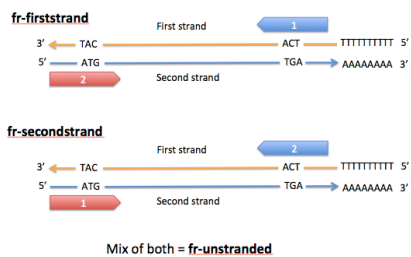 fr-firststrand
First strand 1
3’ TAC ACT TTTTTTTTTT 5’
5’ ATG TGA AAAAAAAA 3’
2 Second strand
fr-secondstrand
First strand 2
3’ TAC ACT TTTTTTTTTT 5’
5’ ATG TGA AAAAAAAA 3’
1 Second strand
Mix of both = fr-unstranded